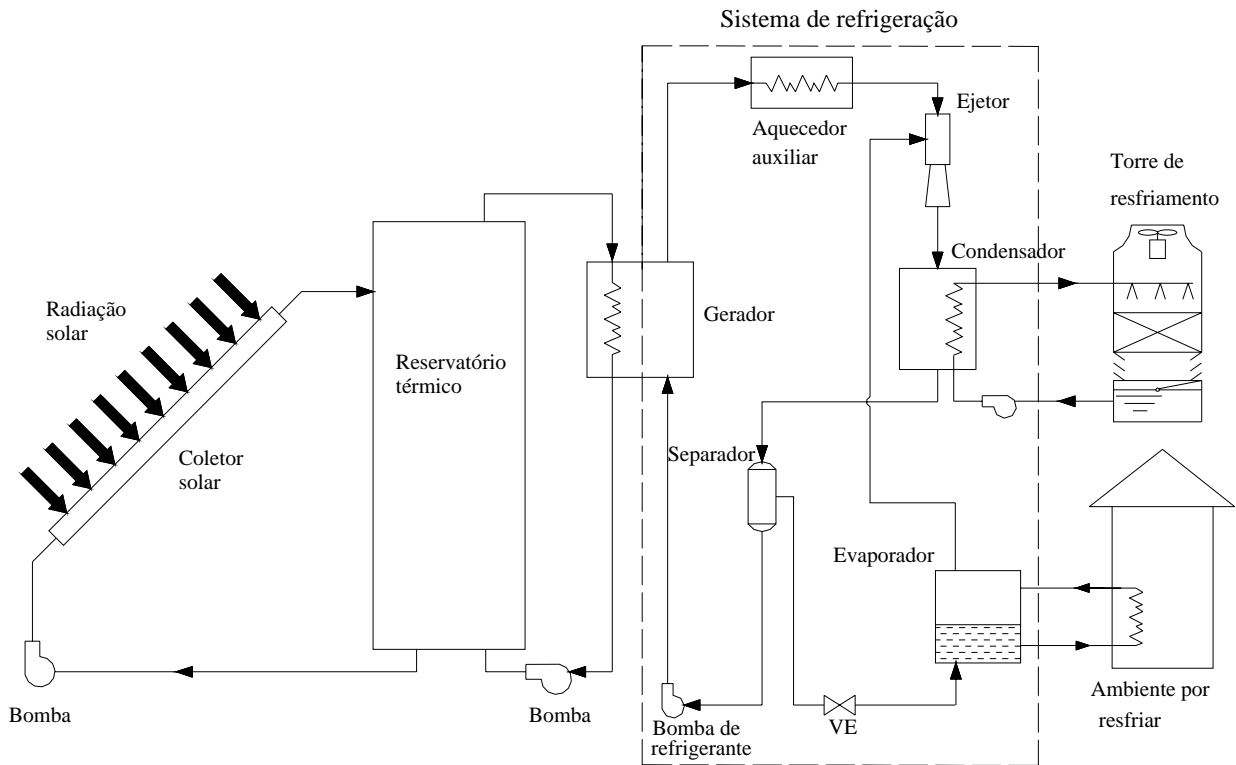 Sistema de refrigeração
Ejetor
Aquecedor
auxiliar
Torre de
resfriamento
Condensador
Radiação
solar
Gerador
Reservatório
térmico
Coletor
solar
Separador
Evaporador
Bomba
Bomba
Bomba de
refrigerante
VE
Ambiente por
resfriar